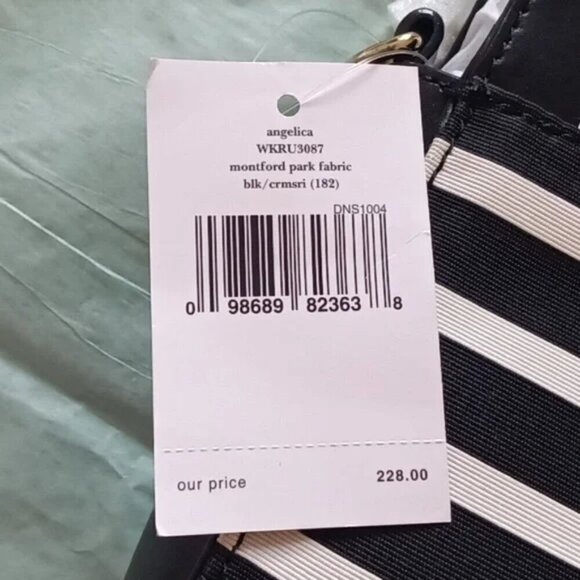 angelica
WKRU3087
montford park fabric
blk/crmsri (182)
DNS1004
0 98689 82363 8
our price 228.00